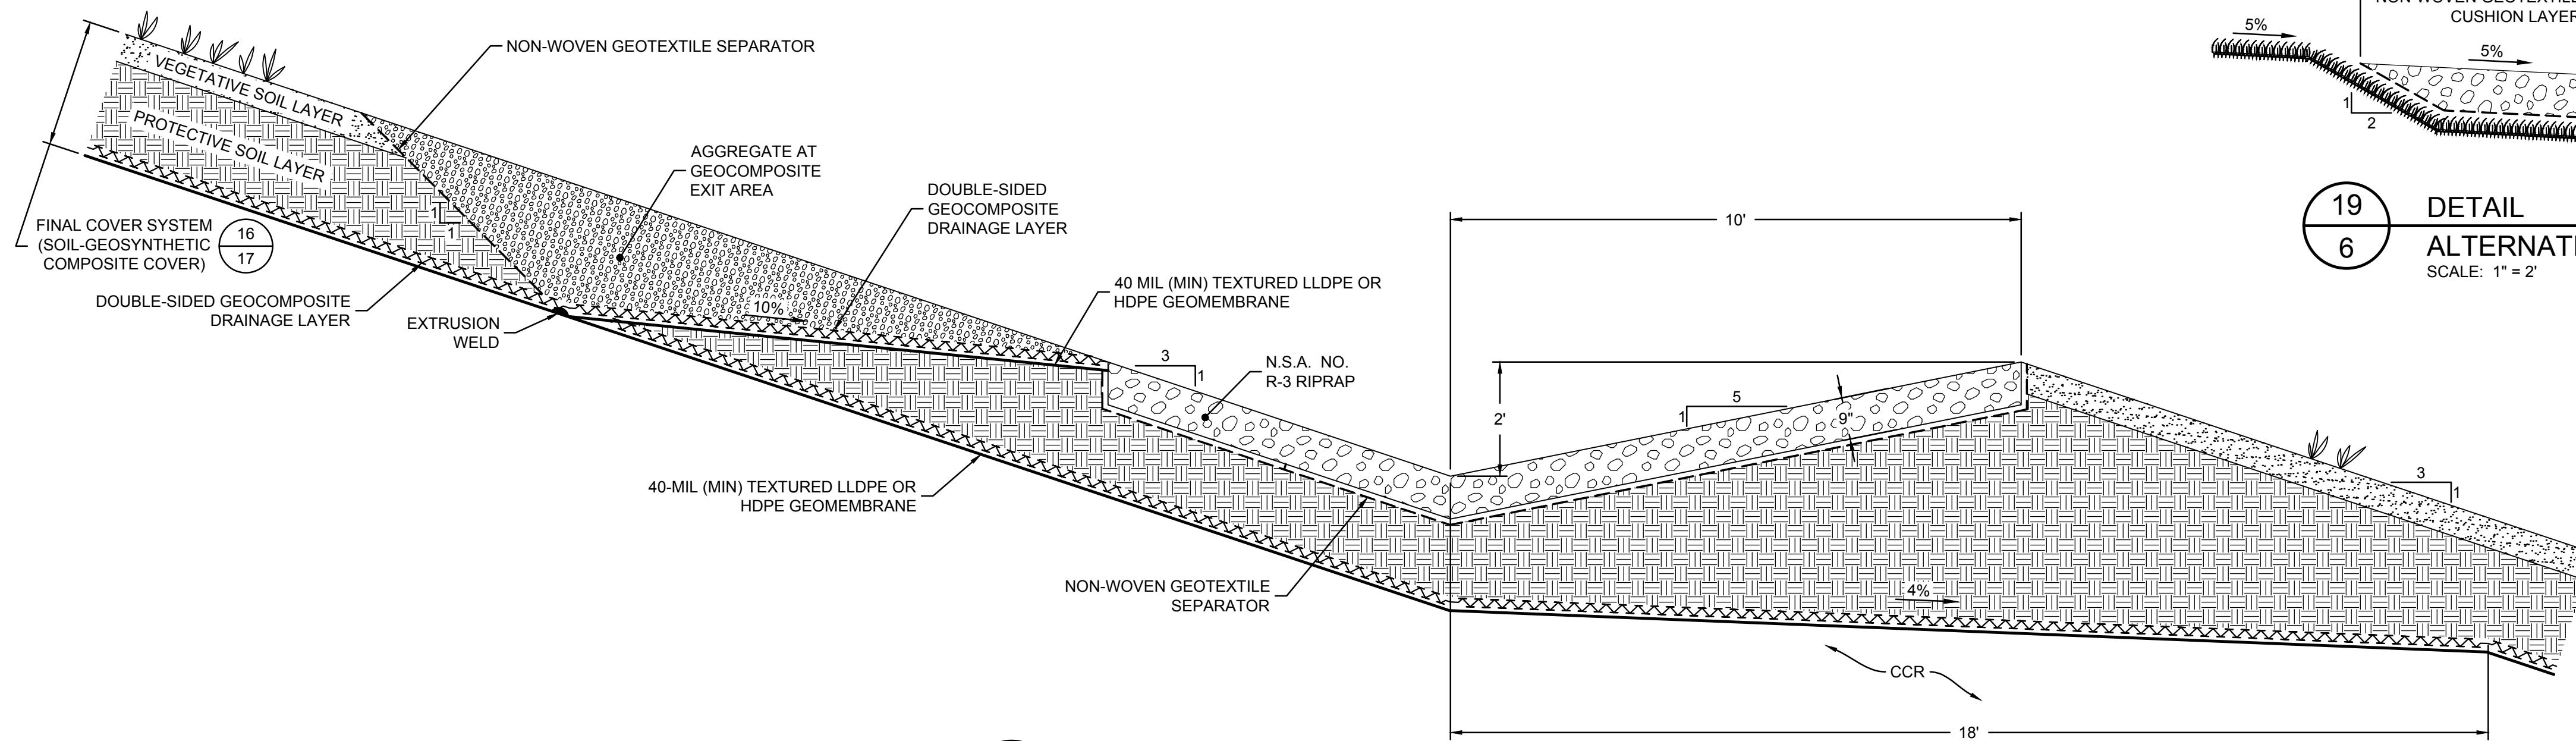 NON-WOVEN GEOTEXTILE SEPARATOR
VEGETATIVE SOIL LAYER
PROTECTIVE SOIL LAYER
AGGREGATE AT
GEOCOMPOSITE
EXIT AREA
DOUBLE-SIDED
GEOCOMPOSITE
DRAINAGE LAYER
1
1
FINAL COVER SYSTEM
(SOIL-GEOSYNTHETIC
COMPOSITE COVER)
16
17
DOUBLE-SIDED GEOCOMPOSITE
DRAINAGE LAYER
EXTRUSION
WELD
10%
40 MIL (MIN) TEXTURED LLDPE OR
HDPE GEOMEMBRANE
3
1
N.S.A. NO.
R-3 RIPRAP
10'
2'
5
1
9"
40-MIL (MIN) TEXTURED LLDPE OR
HDPE GEOMEMBRANE
NON-WOVEN GEOTEXTILE
SEPARATOR
3
1
4%
CCR
18'
NON-WOVEN GEOTEXTILE
CUSHION LAYER
5%
5%
1
2
19
6
DETAIL
SCALE: 1" = 2'